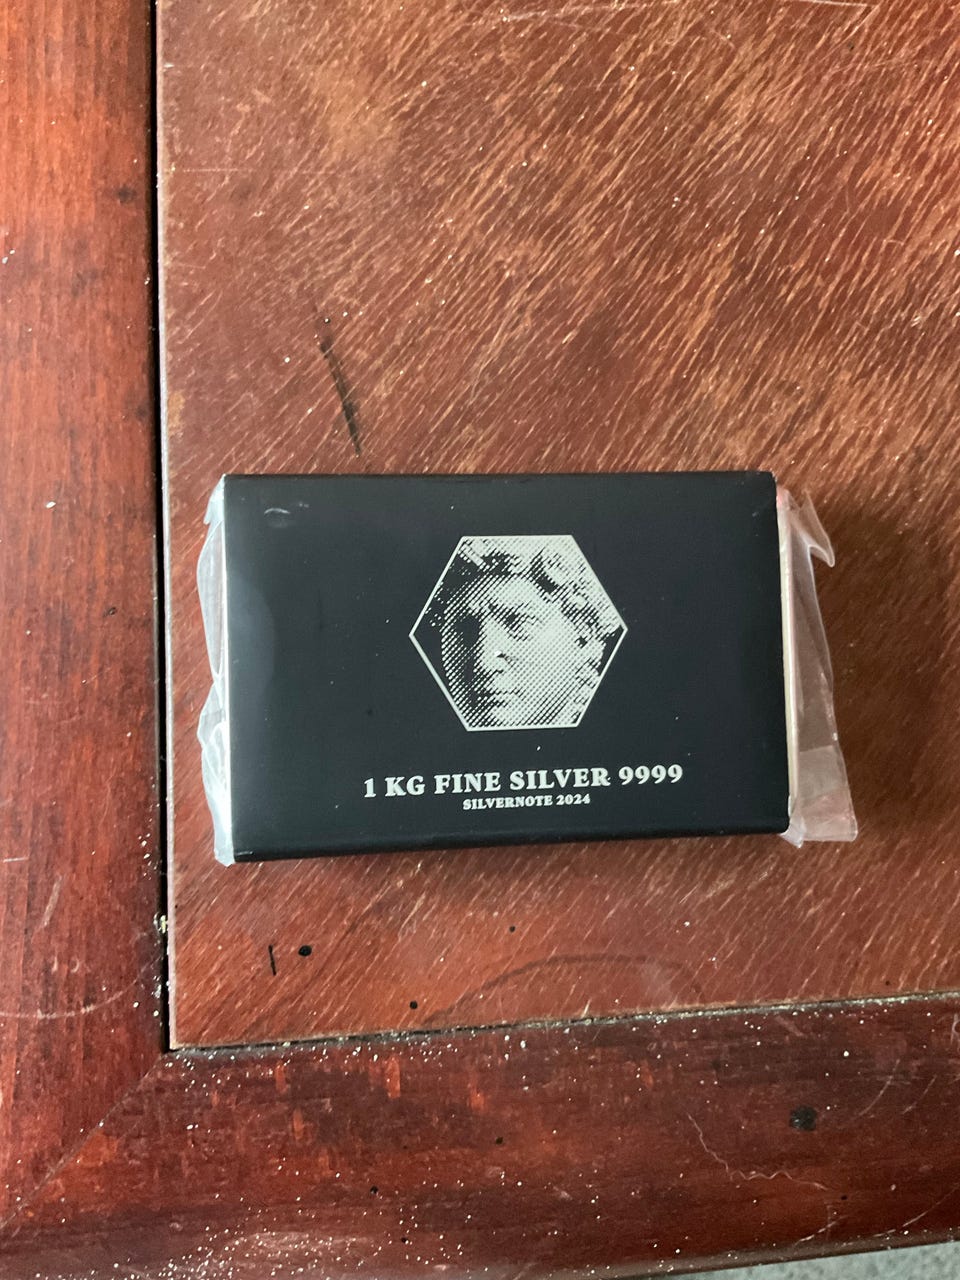 1 KG FINE SILVER 9999
SILVERNOTE 2024